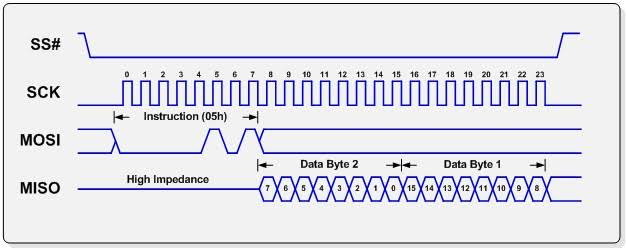 SS#
SCK
0 1 2 3 4 5 6 7 8 9 10 11 12 13 14 15 16 17 18 19 20 21 22 23
Instruction (05h)
MOSI
Data Byte 2 Data Byte 1
High Impedance
MISO
7 6 5 4 3 2 1 0 15 14 13 12 11 10 9 8